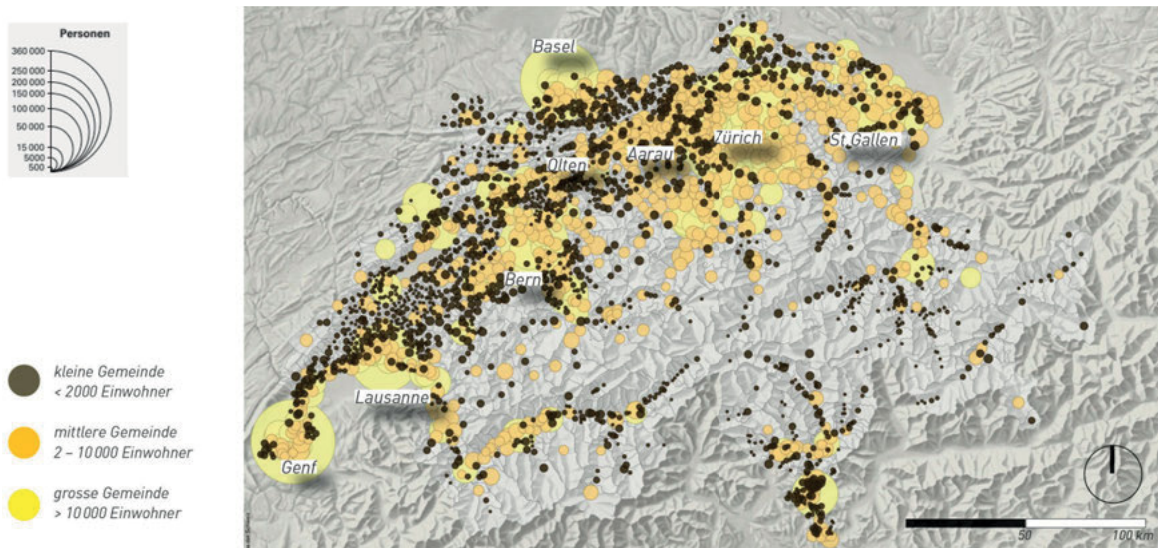 Personen
360 000
250 000
200 000
150 000
100 000
50 000
15 000
5000
500
Basel
Zürich
St.Gallen
Aarau
Olten
Bern
Lausanne
Genf
kleine Gemeinde
< 2000 Einwohner
mittlere Gemeinde
2 – 10 000 Einwohner
grosse Gemeinde
> 10 000 Einwohner
50
100 km